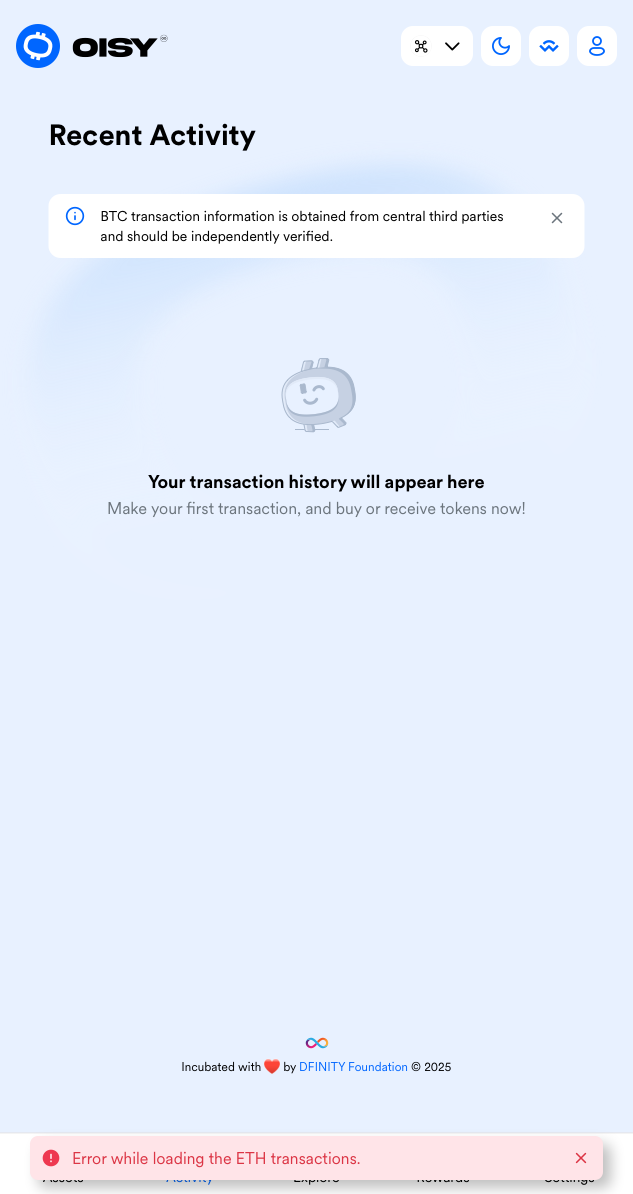 OISY
Recent Activity
BTC transaction information is obtained from central third parties
and should be independently verified.
Your transaction history will appear here
Make your first transaction, and buy or receive tokens now!
Incubated with ❤️ by DFINITY Foundation © 2025
Error while loading the ETH transactions.
Assets Activity Explore Rewards Settings